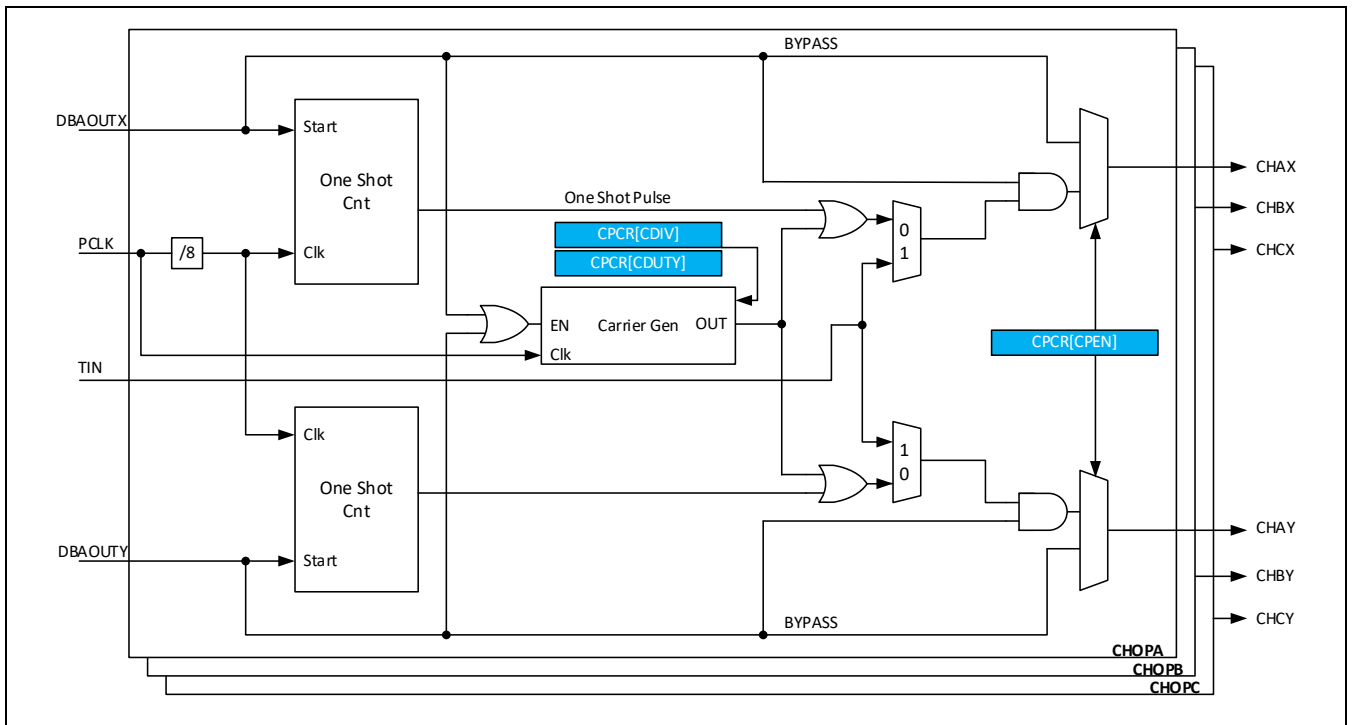 BYPASS
DBAOUTX
Start
One Shot
Cnt
CHAX
One Shot Pulse
CHBX
CPCR[CDIV]
0
PCLK
/8
Clk
CPCR[CDUTY]
1
CHCX
EN
Carrier Gen
OUT
CPCR[CPEN]
Clk
TIN
Clk
1
0
One Shot
Cnt
CHAY
DBAOUTY
Start
CHBY
BYPASS
CHCY
CHOPA
CHOPB
CHOPC